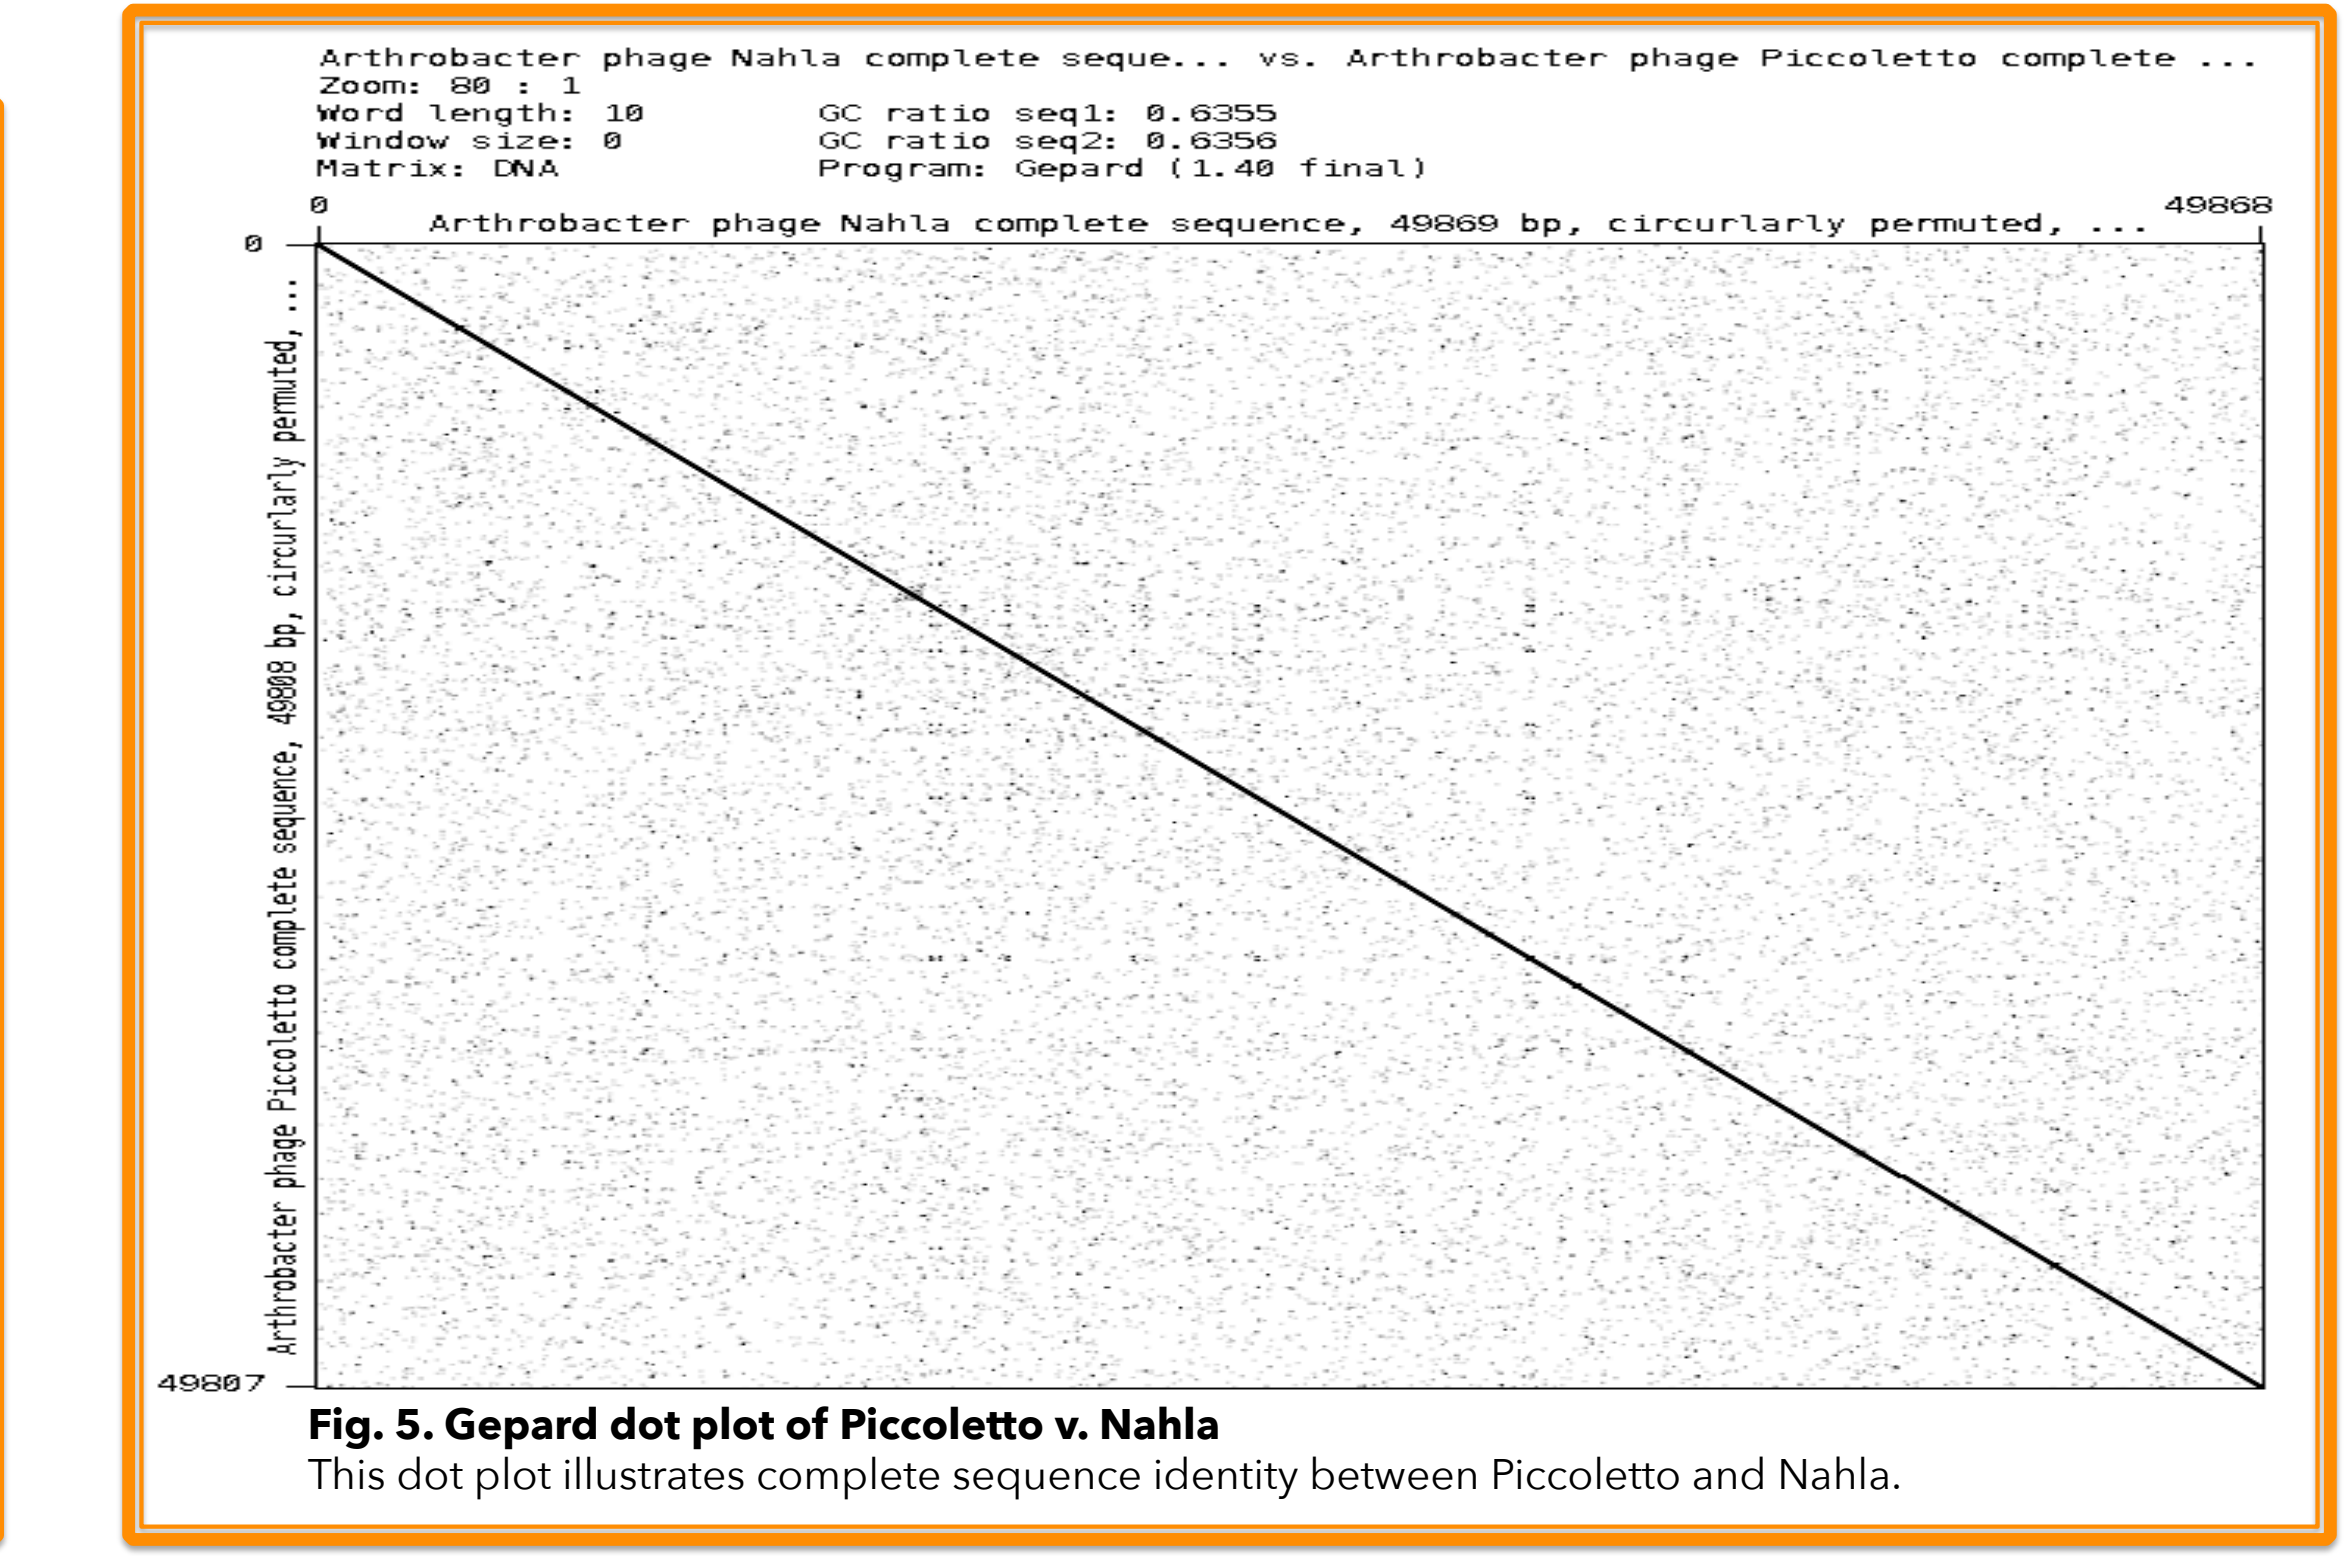 Arthrobacter phage Nahla complete seque... vs. Arthrobacter phage Piccoletto complete ...
Zoom: 80 : 1
Word length: 10 GC ratio seq1: 0.6355
Window size: 0 GC ratio seq2: 0.6356
Matrix: DNA Program: Gepard (1.40 final)
0 49868
Arthrobacter phage Nahla complete sequence, 49869 bp, circurlarly permuted, ...
0
Arthrobacter phage Piccoletto complete sequence, 49808 bp, circurlarly permuted, ...
49807
Fig. 5. Gepard dot plot of Piccoletto v. Nahla
This dot plot illustrates complete sequence identity between Piccoletto and Nahla.